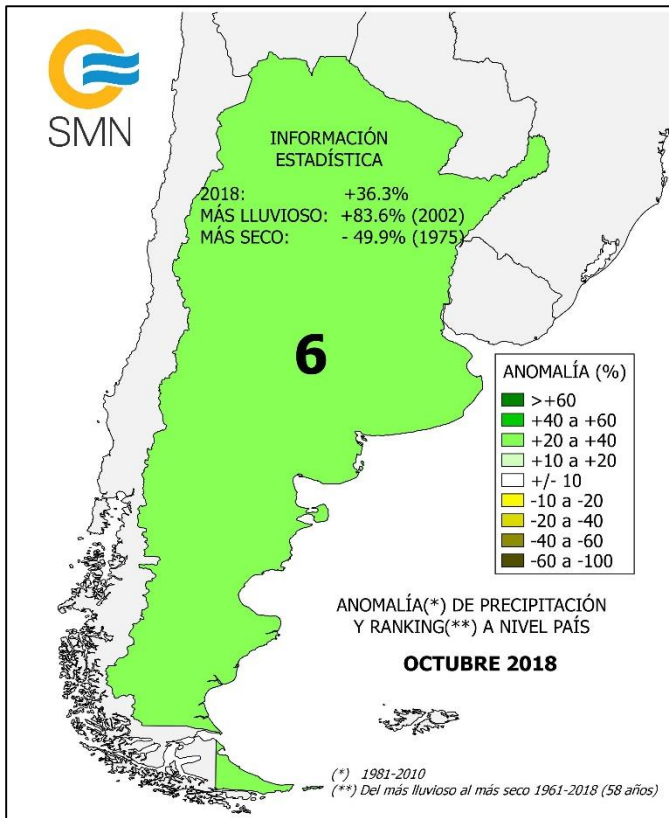 SMN
INFORMACIÓN
ESTADÍSTICA
2018: +36.3%
MÁS LLUVIOSO: +83.6% (2002)
MÁS SECO: - 49.9% (1975)
6
ANOMALÍA (%)
>+60
+40 a +60
+20 a +40
+10 a +20
+/- 10
-10 a -20
-20 a -40
-40 a -60
-60 a -100
ANOMALÍA(*) DE PRECIPITACIÓN
Y RANKING(**) A NIVEL PAÍS
OCTUBRE 2018
(*) 1981-2010
(**) Del más lluvioso al más seco 1961-2018 (58 años)